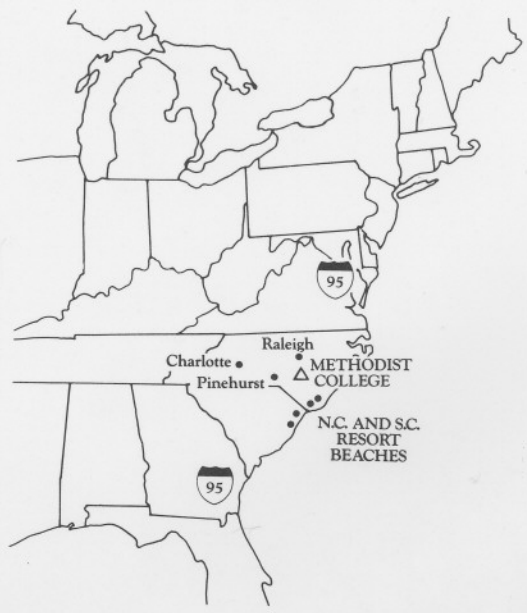 95
Raleigh
Charlotte
METHODIST
COLLEGE
Pinehurst
N.C. AND S.C.
RESORT
BEACHES
95